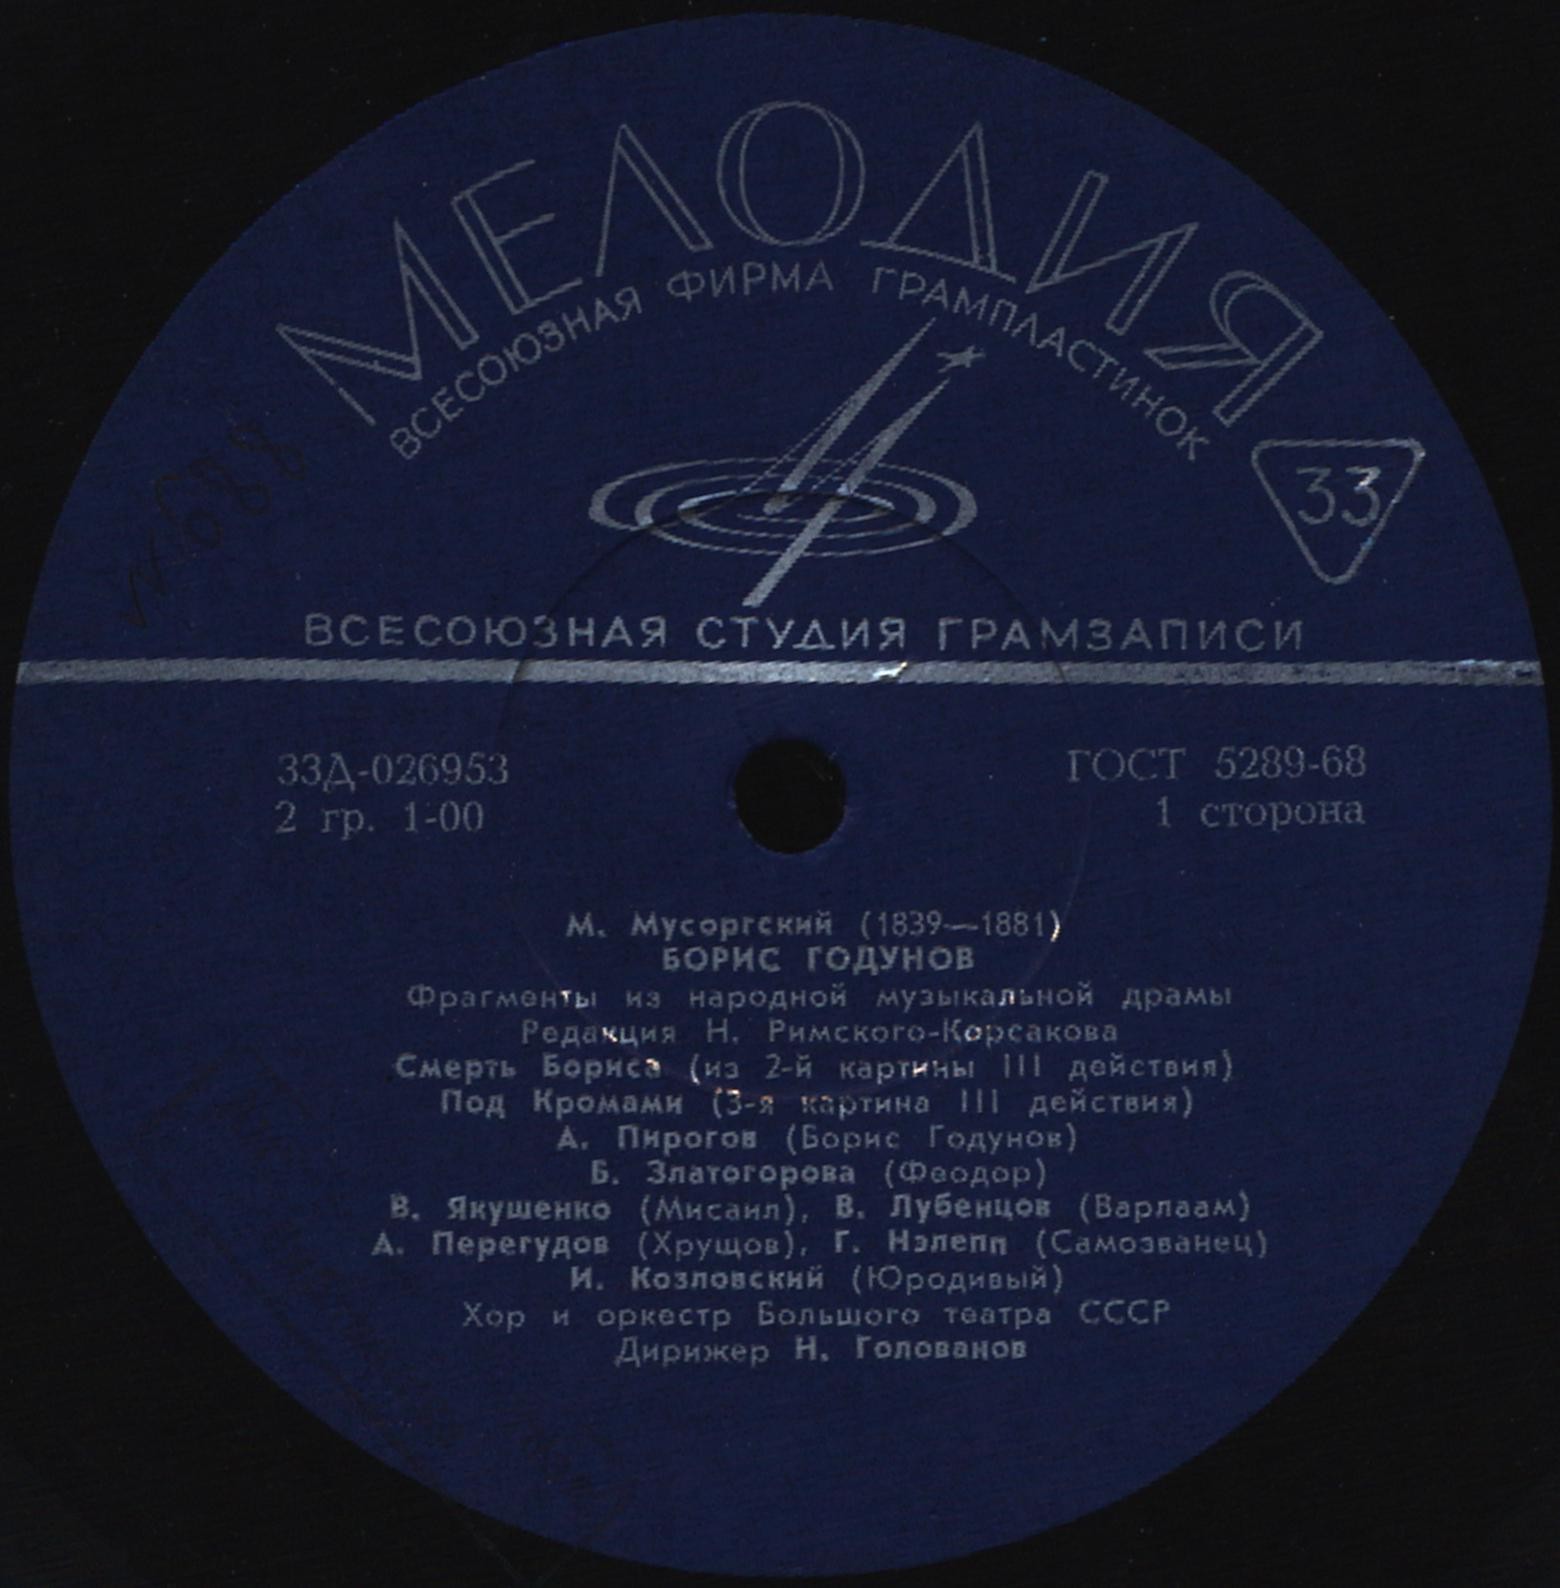 МЕЛОДИЯ
ВСЕСОЮЗНАЯ ФИРМА ГРАМПЛАСТИНОК
33
ВСЕСОЮЗНАЯ СТУДИЯ ГРАМЗАПИСИ
33Д-026953
ГОСТ 5289-68
2 гр. 1-00
1 сторона
М. Мусоргский (1839—1881)
БОРИС ГОДУНОВ
Фрагменты из народной музыкальной драмы
Редакция Н. Римского-Корсакова
Смерть Бориса (из 2-й картины III действия)
Под Кромами (3-я картина III действия)
А. Пирогов (Борис Годунов)
Б. Златогорова (Феодор)
В. Якушенко (Мисаил), В. Лубенцов (Варлаам)
А. Перегудов (Хрущов), Г. Нэлепп (Самозванец)
И. Козловский (Юродивый)
Хор и оркестр Большого театра СССР
Дирижер Н. Голованов